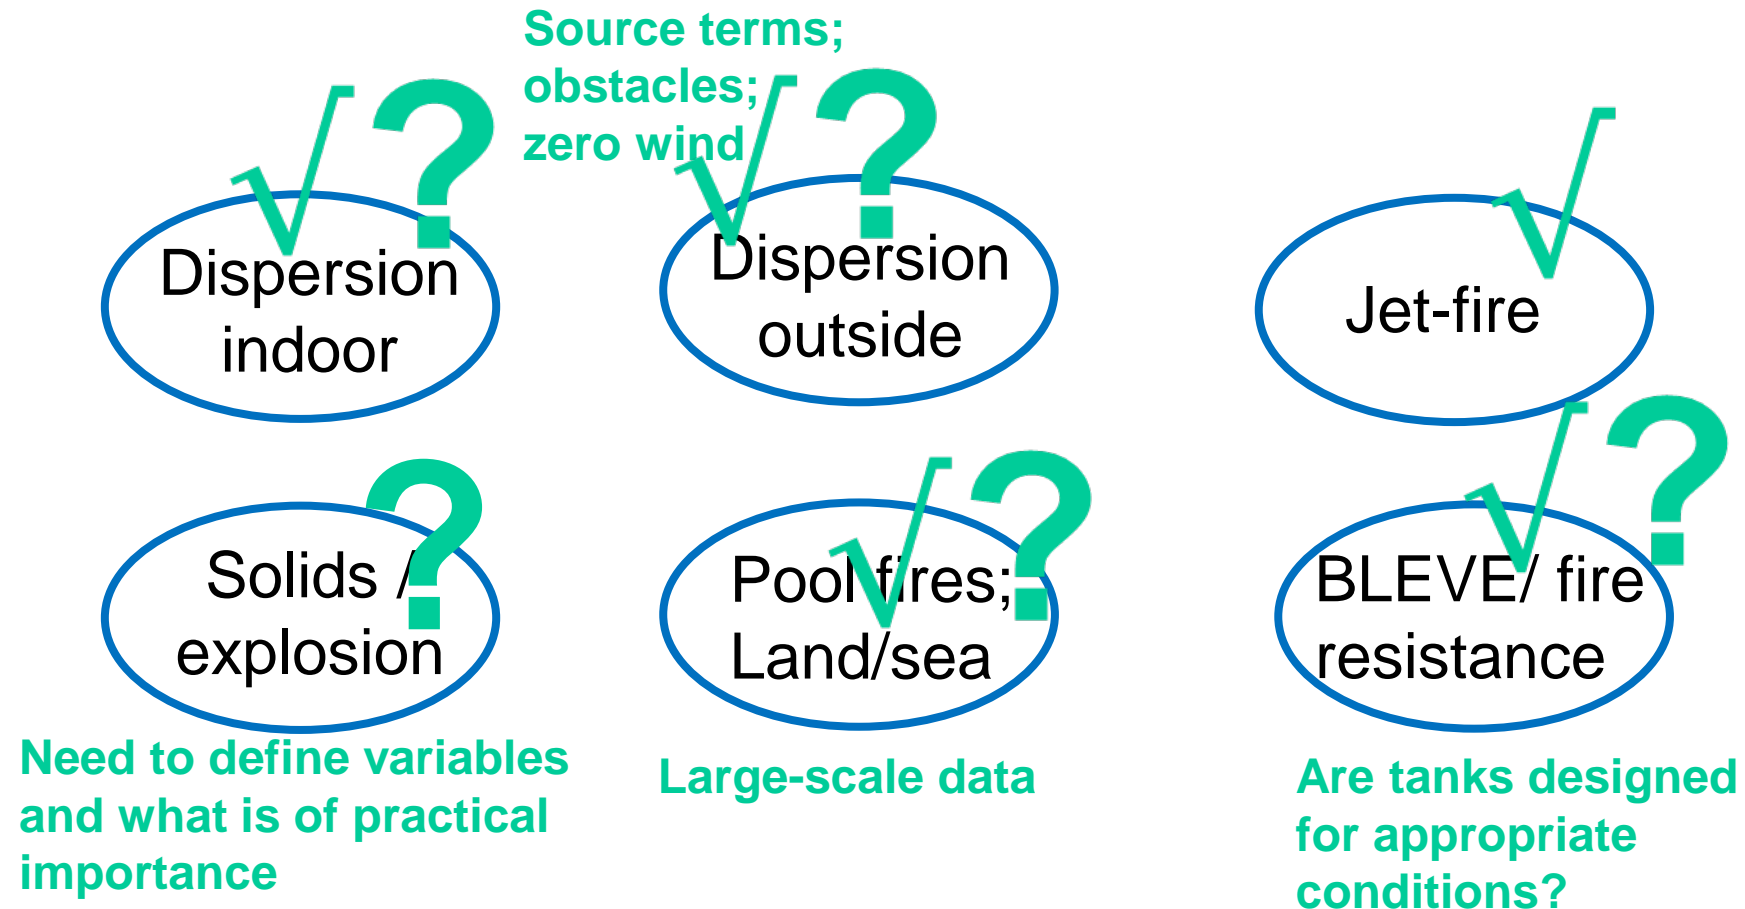 Source terms;
obstacles;
zero wind
√?
√?
√
Dispersion
indoor
Dispersion
outside
Jet-fire
?
√?
√?
Solids /
explosion
Pool fires;
Land/sea
BLEVE/ fire
resistance
Need to define variables
and what is of practical
importance
Large-scale data
Are tanks designed
for appropriate
conditions?